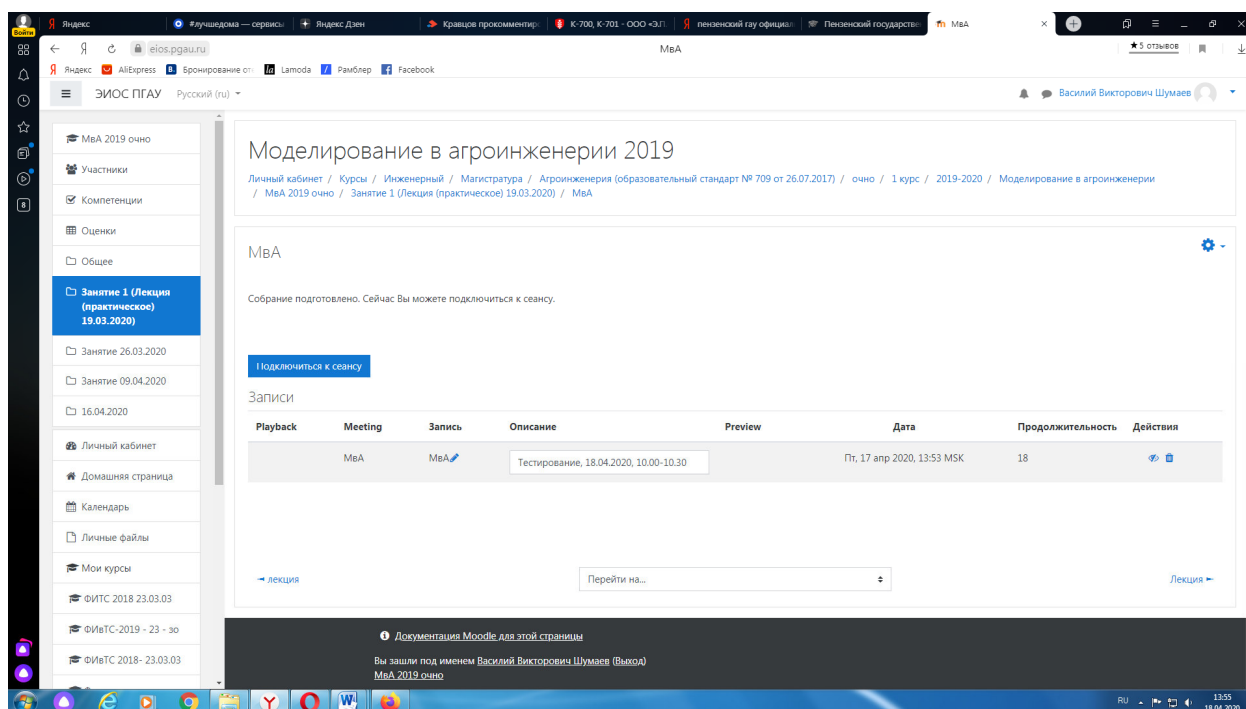 Войти
Яндекс
#лучшедома — сервисы
Яндекс Дзен
Кравцов прокомментир
К-700, К-701 - ООО «З.П.
пензенский гау официал
Пензенский государствен
МвА
eios.pgau.ru
МвА
★5 отзывов
Яндекс
AliExpress
Бронирование от
Lamoda
Рамблер
Facebook
ЭИОС ПГАУ
Русский (ru)
Василий Викторович Шумаев
МвА 2019 очно
Участники
Компетенции
Оценки
Общее
Занятие 1 (Лекция
(практическое)
19.03.2020)
Занятие 26.03.2020
Занятие 09.04.2020
16.04.2020
Личный кабинет
Домашняя страница
Календарь
Личные файлы
Мои курсы
ФИТС 2018 23.03.03
ФИвТС-2019 - 23 - зо
ФИвТС 2018- 23.03.03
Моделирование в агроинженерии 2019
Личный кабинет / Курсы / Инженерный / Магистратура / Агроинженерия (образовательный стандарт № 709 от 26.07.2017) / очно / 1 курс / 2019-2020 / Моделирование в агроинженерии
/ МвА 2019 очно / Занятие 1 (Лекция (практическое) 19.03.2020) / МвА
МвА
Собрание подготовлено. Сейчас Вы можете подключиться к сеансу.
Подключиться к сеансу
Записи
Playback Meeting Запись Описание Preview Дата Продолжительность Действия
МвА МвА Тестирование, 18.04.2020, 10.00-10.30 Пт, 17 апр 2020, 13:53 MSK 18
◄ лекция
Перейти на...
Лекция ►
Документация Moodle для этой страницы
Вы зашли под именем Василий Викторович Шумаев (Выход)
МвА 2019 очно
RU
13:55
18.04.2020